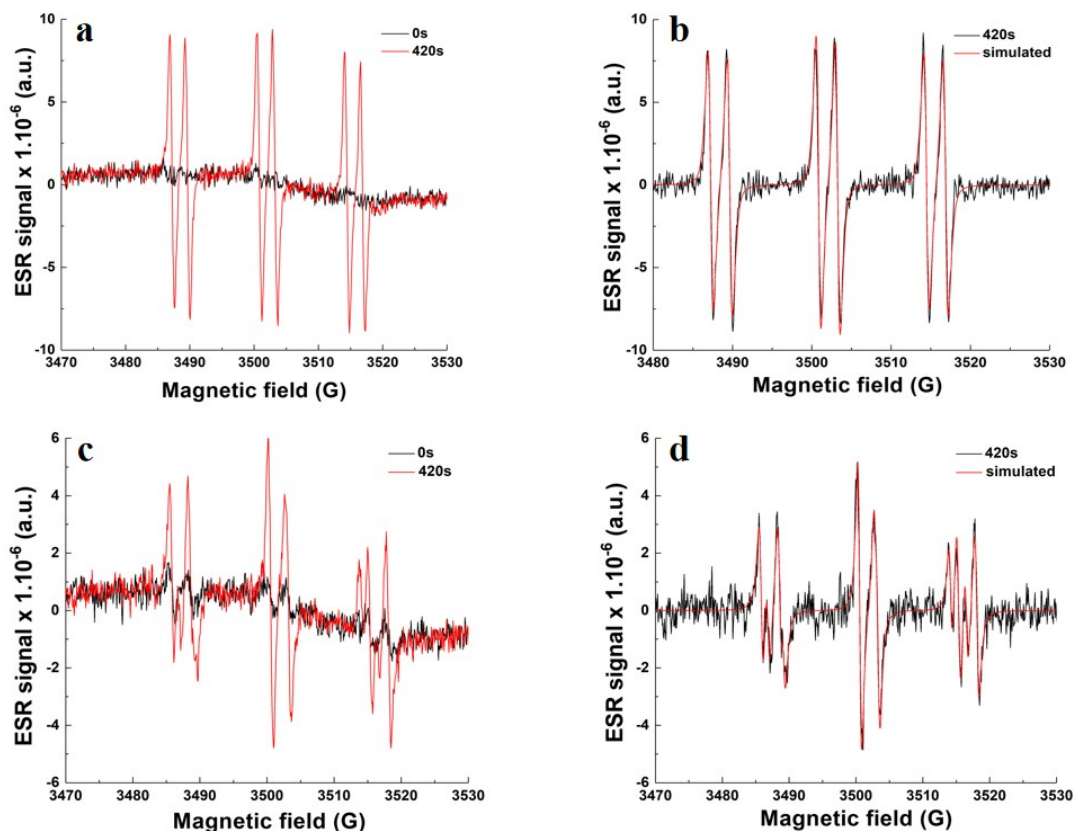 a
0s
420s
ESR signal x 1.10-6 (a.u.)
10
5
0
-5
-10
3470 3480 3490 3500 3510 3520 3530
Magnetic field (G)
b
420s
simulated
ESR signal x 1.10-6 (a.u.)
10
5
0
-5
-10
3480 3490 3500 3510 3520 3530
Magnetic field (G)
c
0s
420s
ESR signal x 1.10-6 (a.u.)
6
4
2
0
-2
-4
-6
3470 3480 3490 3500 3510 3520 3530
Magnetic field (G)
d
420s
simulated
ESR signal x 1.10-6 (a.u.)
6
4
2
0
-2
-4
-6
3470 3480 3490 3500 3510 3520 3530
Magnetic field (G)